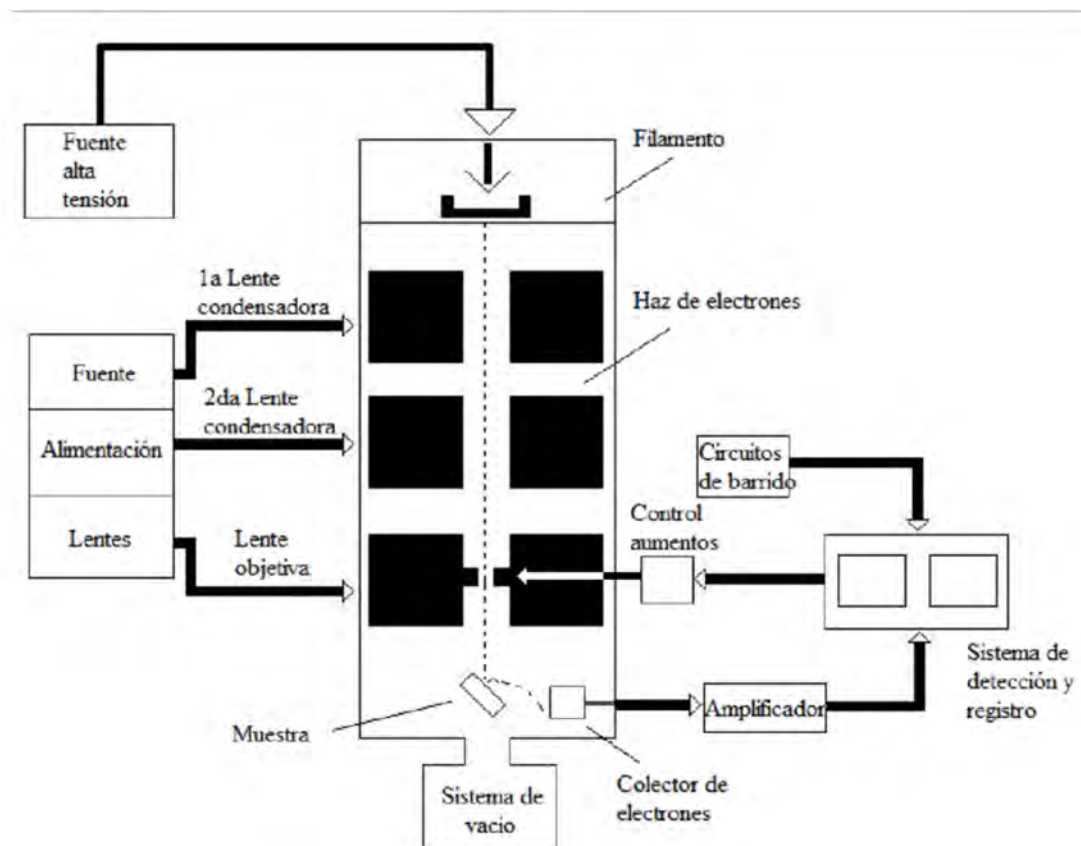 Fuente
alta
tensión
Filamento
1a Lente
condensadora
Haz de electrones
Fuente
2da Lente
condensadora
Alimentación
Circuitos
de barrido
Lentes
Lente
objetiva
Control
aumentos
Sistema de
detección y
registro
Muestra
Amplificador
Colector de
electrones
Sistema de
vacio